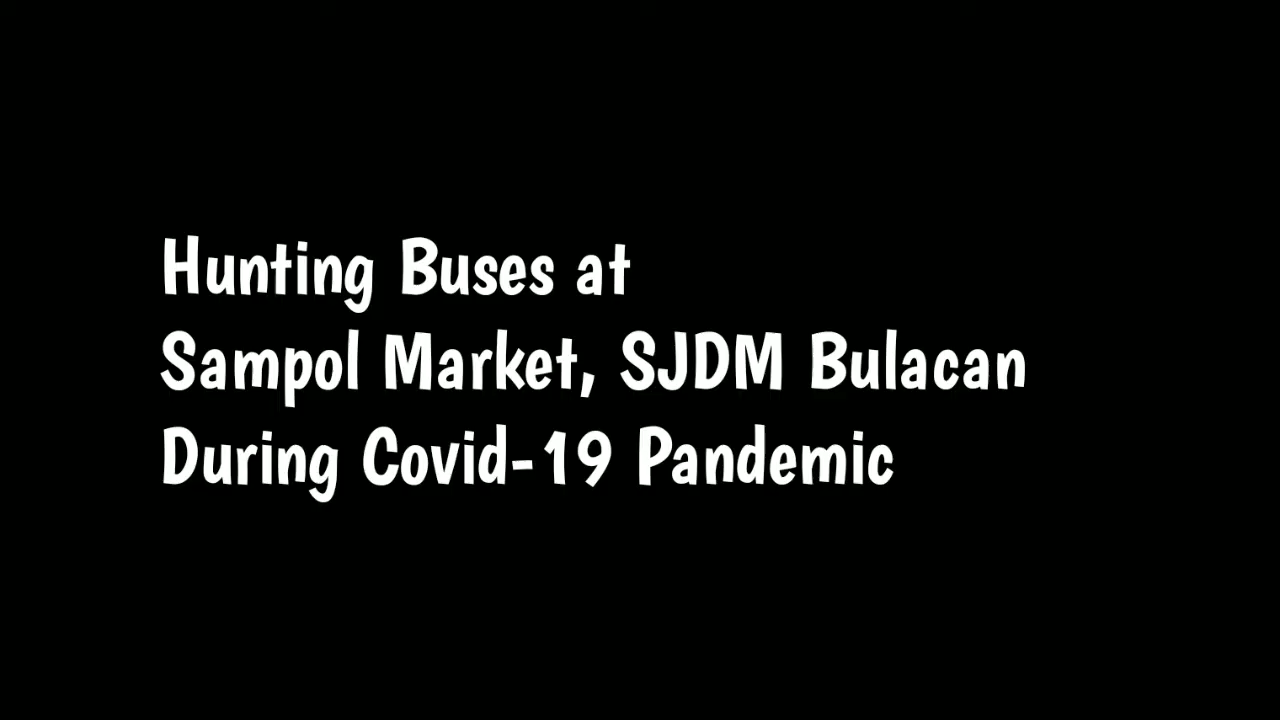 Hunting Buses at
Sampol Market, SJDM Bulacan
During Covid-19 Pandemic